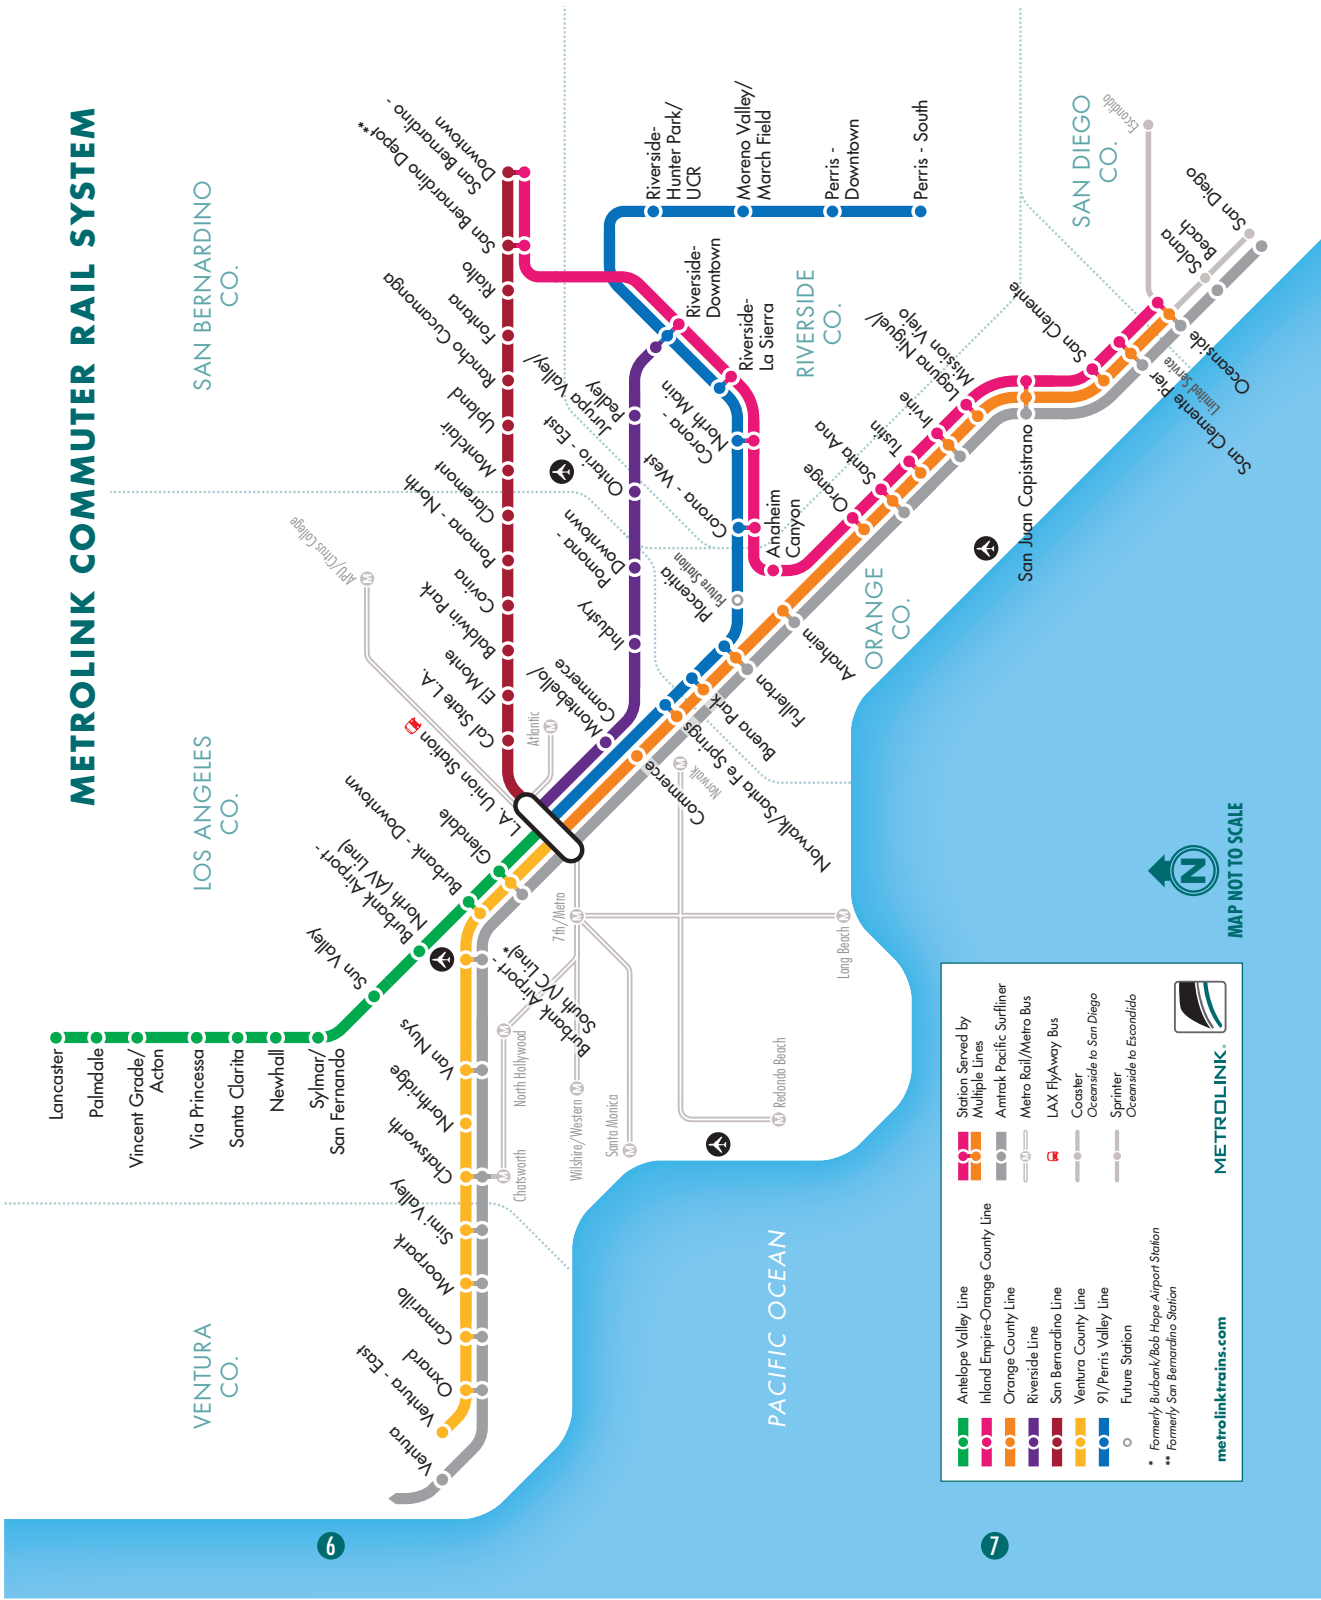 METROLINK COMMUTER RAIL SYSTEM
VENTURA
CO.
LOS ANGELES
CO.
SAN BERNARDINO
CO.
RIVERSIDE
CO.
ORANGE
CO.
SAN DIEGO
CO.
PACIFIC OCEAN
Lancaster
Palmdale
Vincent Grade/
Acton
Via Princessa
Santa Clarita
Newhall
Sylmar/
San Fernando
Sun Valley
Burbank Airport -
North (AV Line)
Burbank - Downtown
Glendale
L.A. Union Station
Ventura
Ventura - East
Oxnard
Camarillo
Moorpark
Simi Valley
Chatsworth
Northridge
Van Nuys
Burbank Airport -
South (VC Line)*
Cal State L.A.
El Monte
Baldwin Park
Covina
Pomona - North
Claremont
Montclair
Upland
Rancho Cucamonga
Fontana
Rialto
San Bernardino Depot**
San Bernardino -
Downtown
Montebello/
Commerce
Industry
Pomona -
Downtown
Ontario - East
Jurupa Valley/
Pedley
Riverside-
Downtown
Riverside-
La Sierra
Riverside-
Hunter Park/
UCR
Moreno Valley/
March Field
Perris -
Downtown
Perris - South
Corona -
North Main
Corona - West
Placentia
Future Station
Anaheim
Canyon
Commerce
Norwalk/Santa Fe Springs
Buena Park
Fullerton
Anaheim
Orange
Santa Ana
Tustin
Irvine
Laguna Niguel/
Mission Viejo
San Juan Capistrano
San Clemente
San Clemente Pier
Limited Service
Oceanside
Solana
Beach
San Diego
Escondido
APU/Citrus College
Atlantic
M
M
7th/Metro
M
North Hollywood
M
Chatsworth
M
Wilshire/Western
M
Santa Monica
M
Redondo Beach
M
Norwalk
M
Long Beach
M
N
MAP NOT TO SCALE
Antelope Valley Line
Inland Empire-Orange County Line
Orange County Line
Riverside Line
San Bernardino Line
Ventura County Line
91/Perris Valley Line
Future Station
* Formerly Burbank/Bob Hope Airport Station
** Formerly San Bernardino Station
Station Served by
Multiple Lines
Amtrak Pacific Surfliner
M
Metro Rail/Metro Bus
LAX FlyAway Bus
Coaster
Oceanside to San Diego
Sprinter
Oceanside to Escondido
metrolinktrains.com
METROLINK.
6
7